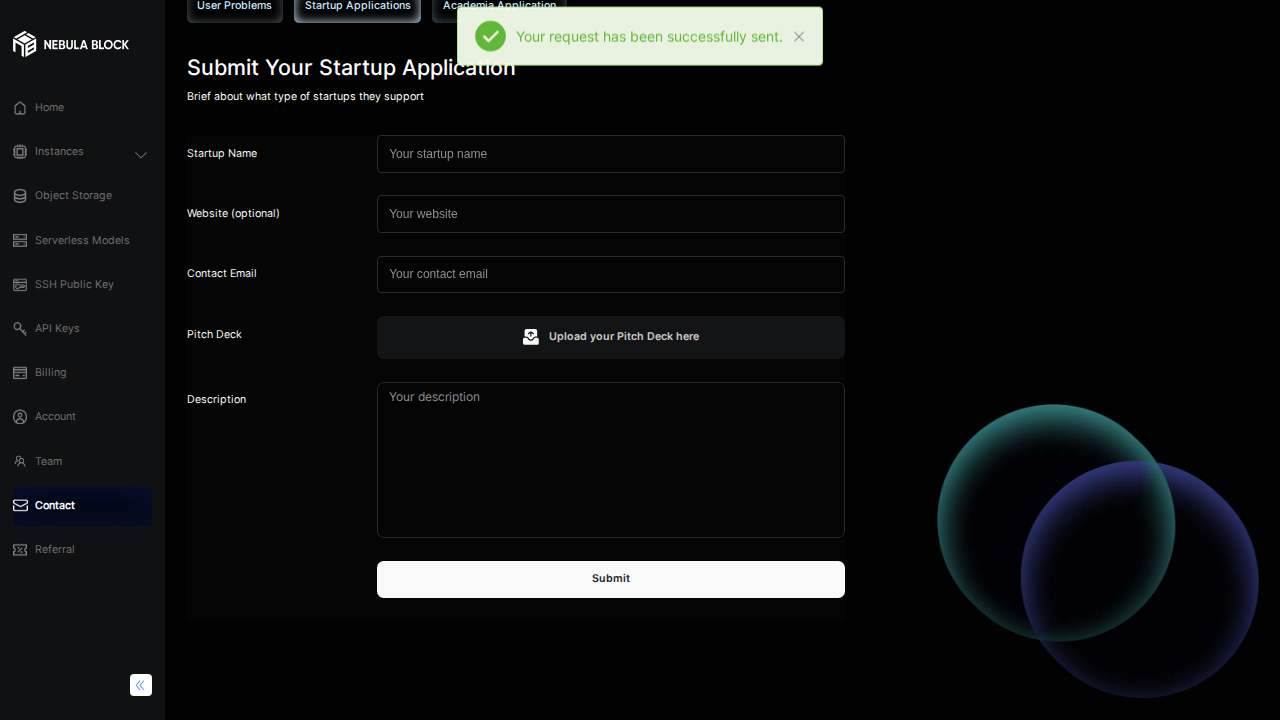 User Problems
Startup Applications
Academia Application
Your request has been successfully sent.
NEBULA BLOCK
Home
Instances
Object Storage
Serverless Models
SSH Public Key
API Keys
Billing
Account
Team
Contact
Referral
Submit Your Startup Application
Brief about what type of startups they support
Startup Name
Your startup name
Website (optional)
Your website
Contact Email
Your contact email
Pitch Deck
Upload your Pitch Deck here
Description
Your description
Submit